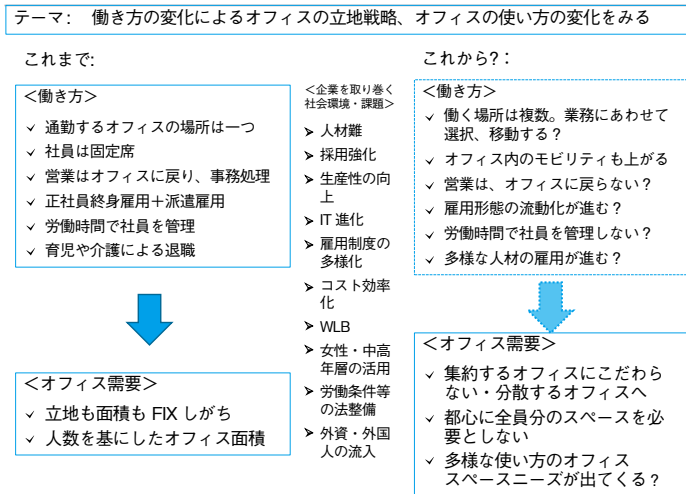 テーマ： 働き方の変化によるオフィスの立地戦略、オフィスの使い方の変化をみる
これまで:
＜働き方＞
✓ 通勤するオフィスの場所は一つ
✓ 社員は固定席
✓ 営業はオフィスに戻り、事務処理
✓ 正社員終身雇用＋派遣雇用
✓ 労働時間で社員を管理
✓ 育児や介護による退職
＜オフィス需要＞
✓ 立地も面積も FIX しがち
✓ 人数を基にしたオフィス面積
＜企業を取り巻く
社会環境・課題＞
➢ 人材難
➢ 採用強化
➢ 生産性の向
上
➢ IT 進化
➢ 雇用制度の
多様化
➢ コスト効率
化
➢ WLB
➢ 女性・中高
年層の活用
➢ 労働条件等
の法整備
➢ 外資・外国
人の流入
これから?：
＜働き方＞
✓ 働く場所は複数。業務にあわせて
選択、移動する？
✓ オフィス内のモビリティも上がる
✓ 営業は、オフィスに戻らない？
✓ 雇用形態の流動化が進む？
✓ 労働時間で社員を管理しない？
✓ 多様な人材の雇用が進む？
＜オフィス需要＞
✓ 集約するオフィスにこだわら
ない・分散するオフィスへ
✓ 都心に全員分のスペースを必
要としない
✓ 多様な使い方のオフィス
スペースニーズが出てくる？